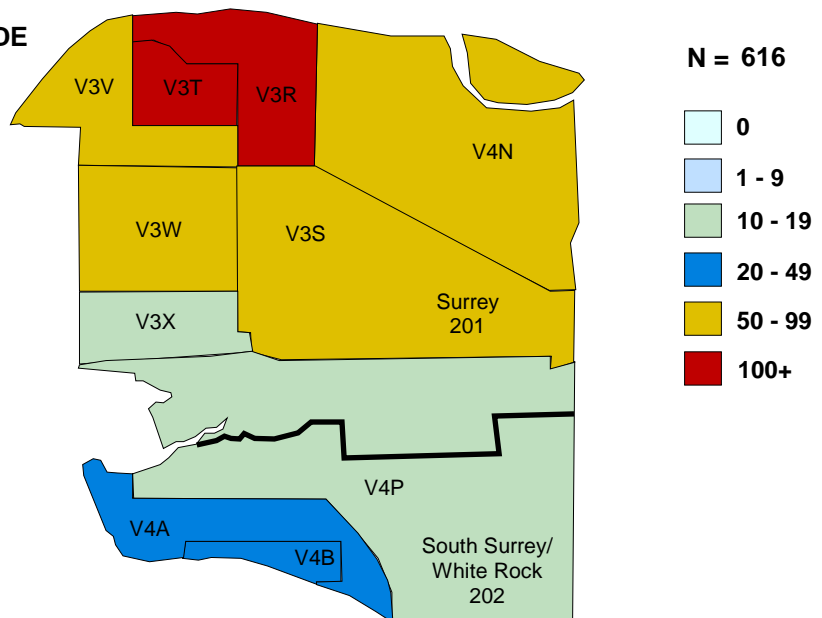 DE
N = 616
V3V
V3T
V3R
V4N
V3W
V3S
V3X
Surrey
201
V4P
V4A
V4B
South Surrey/
White Rock
202
0
1 - 9
10 - 19
20 - 49
50 - 99
100+